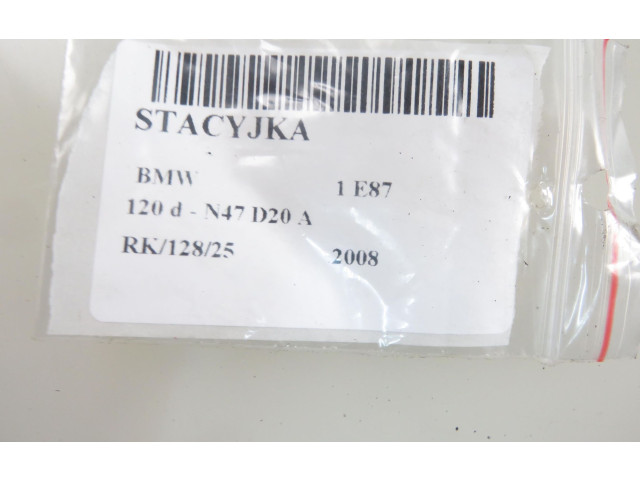 STACYJKA
BMW 1 E87
120 d - N47 D20 A
RK/128/25 2008